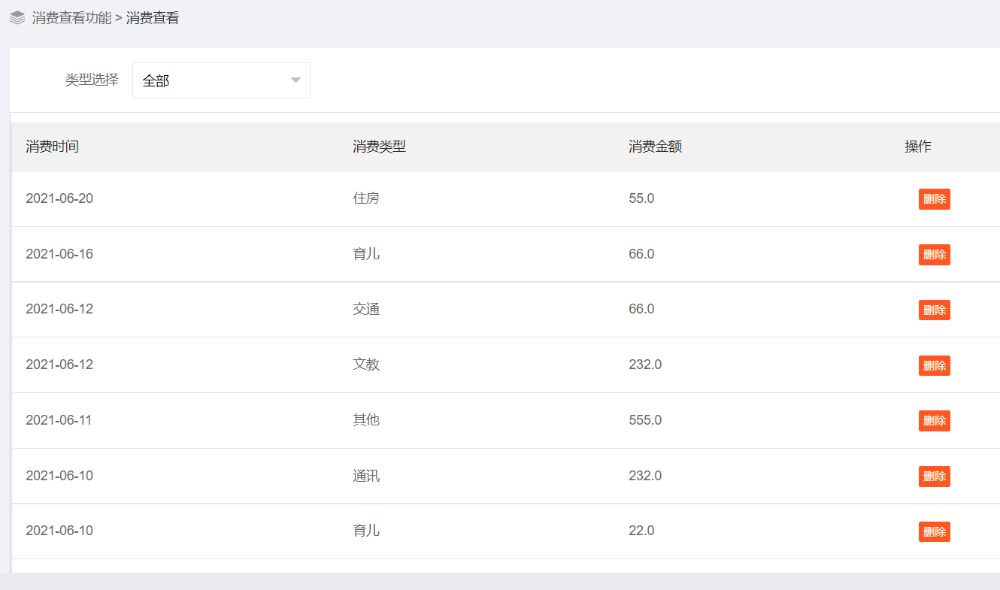 消费查看功能 > 消费查看
类型选择 全部
消费时间 消费类型 消费金额 操作
2021-06-20 住房 55.0 删除
2021-06-16 育儿 66.0 删除
2021-06-12 交通 66.0 删除
2021-06-12 文教 232.0 删除
2021-06-11 其他 555.0 删除
2021-06-10 通讯 232.0 删除
2021-06-10 育儿 22.0 删除